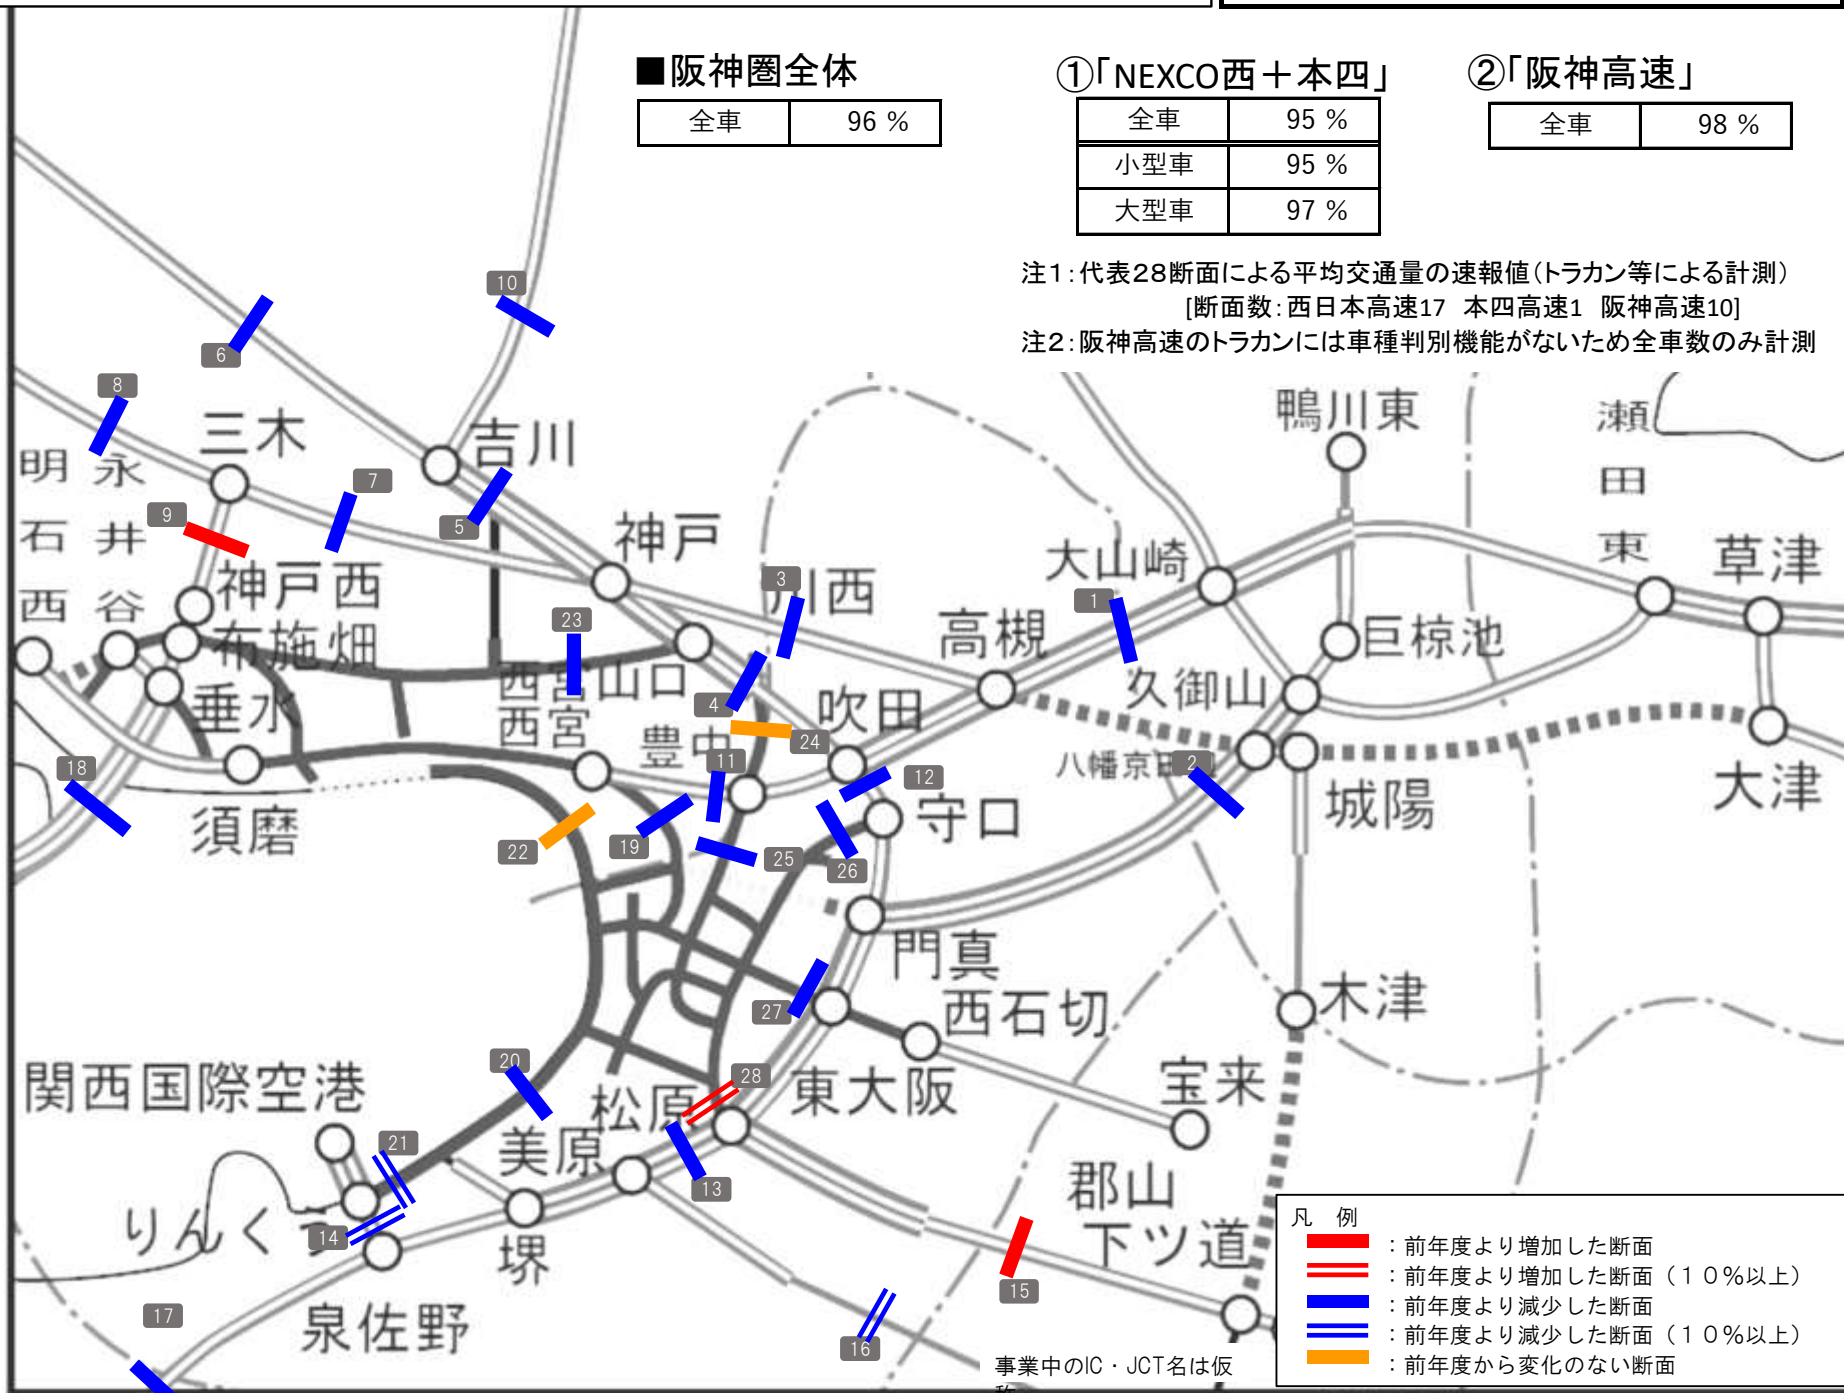 ■阪神圏全体
全車 96 %
①「NEXCO西＋本四」
全車 95 %
小型車 95 %
大型車 97 %
②「阪神高速」
全車 98 %
注1：代表28断面による平均交通量の速報値（トラカン等による計測）
[断面数：西日本高速17 本四高速1 阪神高速10]
注2：阪神高速のトラカンには車種判別機能がないため全車数のみ計測
10
6
8
三木
吉川
鴨川東
瀬田東
明石西
永井谷
7
9
5
神戸
大山崎
草津
神戸西
布施畑
3
川西
1
高槻
巨椋池
23
西宮山口
久御山
垂水
4
西宮
吹田
24
豊中
11
18
12
八幡京田
2
大津
須磨
守口
城陽
22
19
25
26
門真
27
西石切
木津
関西国際空港
20
28
松原
東大阪
宝来
21
美原
13
郡山
下ツ道
りんくう
14
堺
15
17
泉佐野
16
事業中のIC・JCT名は仮
称
凡 例
：前年度より増加した断面
：前年度より増加した断面（１０％以上）
：前年度より減少した断面
：前年度より減少した断面（１０％以上）
：前年度から変化のない断面